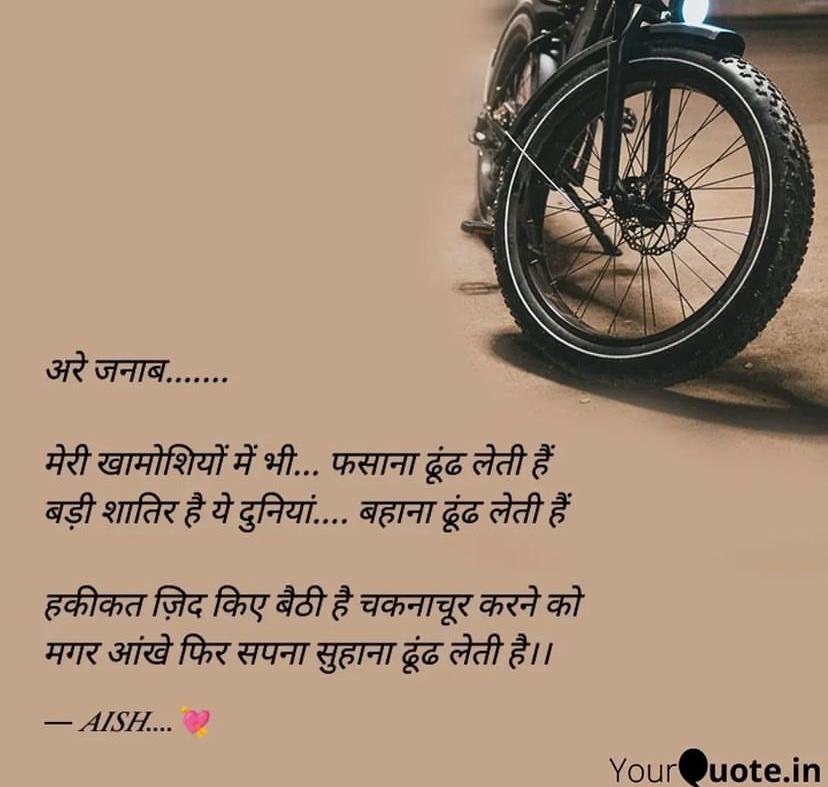 अरे जनाब.......
मेरी खामोशियों में भी... फसाना ढूंढ लेती हैं
बड़ी शातिर है ये दुनियां.... बहाना ढूंढ लेती हैं
हकीकत ज़िद किए बैठी है चकनाचूर करने को
मगर आंखे फिर सपना सुहाना ढूंढ लेती है।।
— AISH.... 💘
YourQuote.in